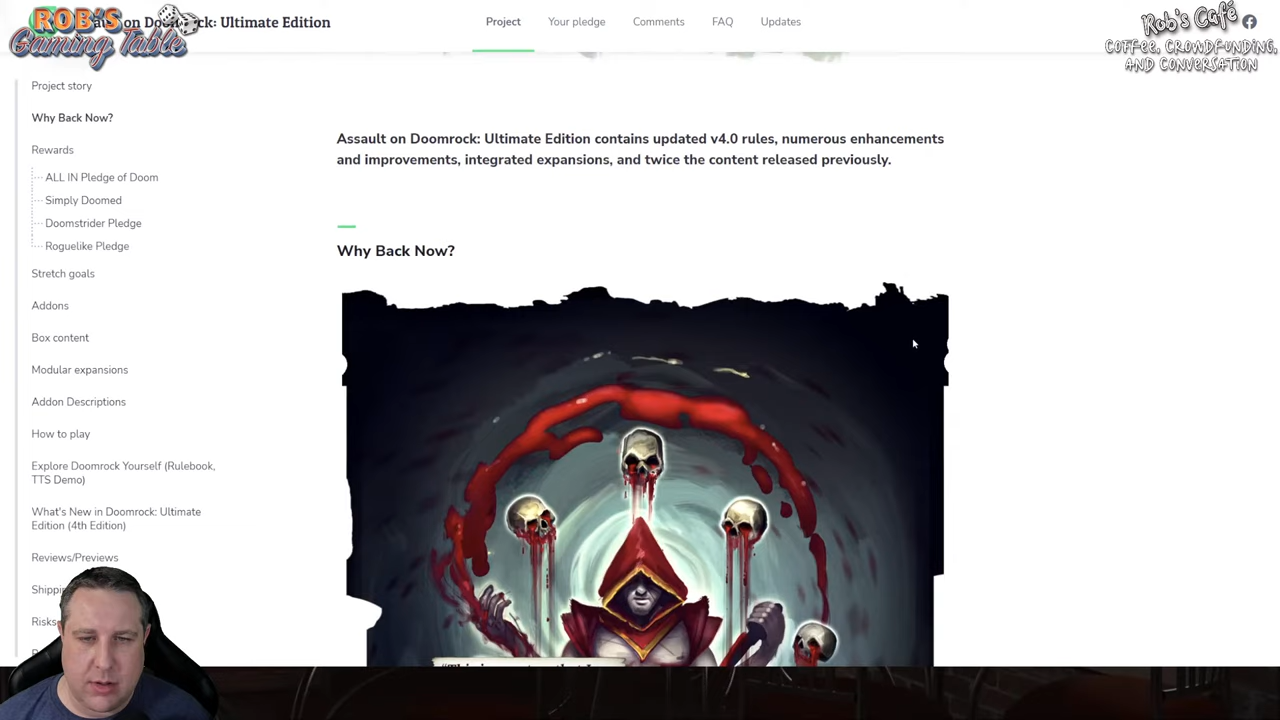 ROB'S
Gaming Table
on Doomrock: Ultimate Edition
Project
Your pledge
Comments
FAQ
Updates
Rob's Café
COFFEE, CROWDFUNDING,
AND CONVERSATION
Project story
Why Back Now?
Rewards
ALL IN Pledge of Doom
Simply Doomed
Doomstrider Pledge
Roguelike Pledge
Stretch goals
Addons
Box content
Modular expansions
Addon Descriptions
How to play
Explore Doomrock Yourself (Rulebook,
TTS Demo)
What's New in Doomrock: Ultimate
Edition (4th Edition)
Reviews/Previews
Risks
Assault on Doomrock: Ultimate Edition contains updated v4.0 rules, numerous enhancements
and improvements, integrated expansions, and twice the content released previously.
Why Back Now?